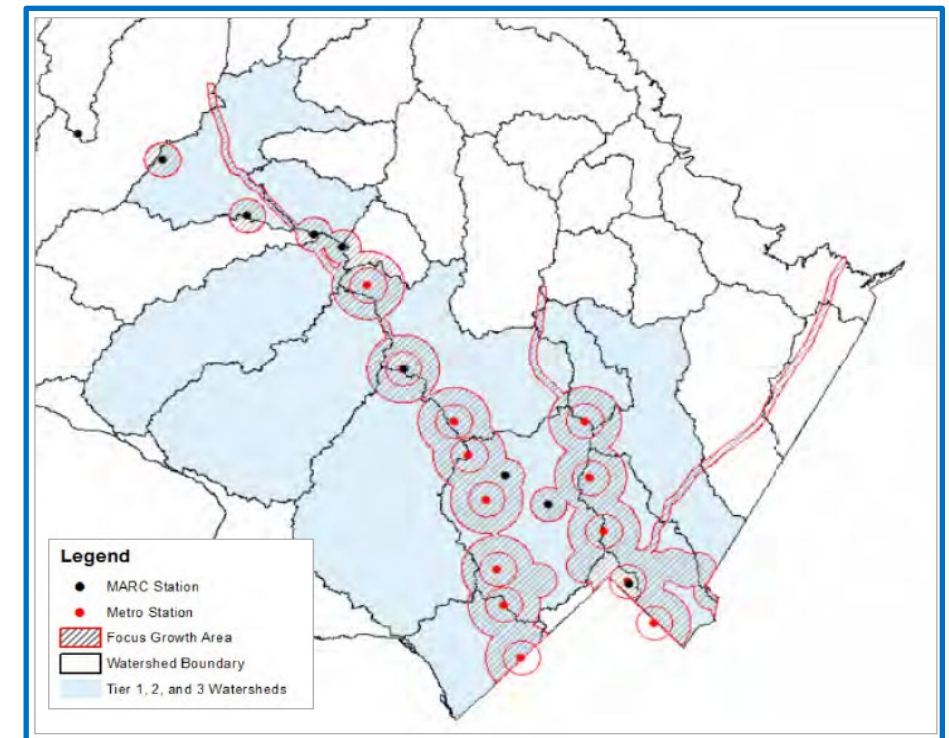 Legend
MARC Station
Metro Station
Focus Growth Area
Watershed Boundary
Tier 1, 2, and 3 Watersheds